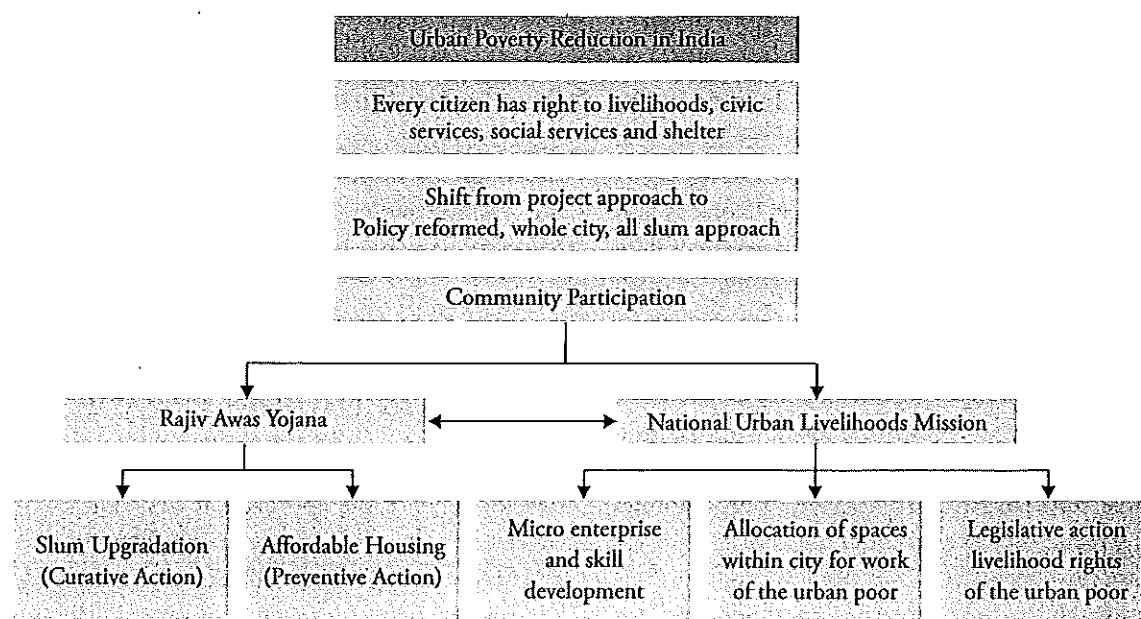 Urban Poverty Reduction in India
Every citizen has right to livelihoods, civic
services, social services and shelter
Shift from project approach to
Policy reformed, whole city, all slum approach
Community Participation
Rajiv Awas Yojana
National Urban Livelihoods Mission
Slum Upgradation
(Curative Action)
Affordable Housing
(Preventive Action)
Micro enterprise
and skill
development
Allocation of spaces
within city for work
of the urban poor
Legislative action
livelihood rights
of the urban poor